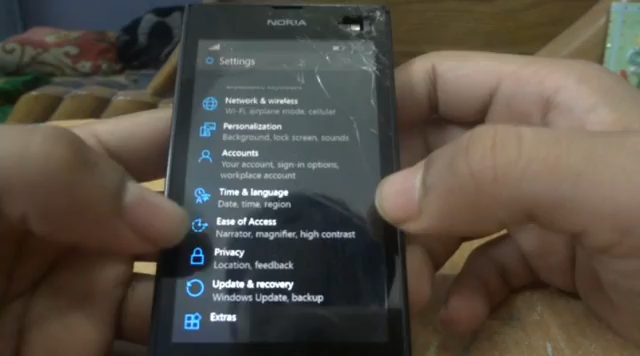 NOKIA
Settings
Network & wireless
Wi-Fi, airplane mode, cellular
Personalization
Background, lock screen, sounds
Accounts
Your account, sign-in options,
workplace account
Time & language
Date, time, region
Ease of Access
Narrator, magnifier, high contrast
Privacy
Location, feedback
Update & recovery
Windows Update, backup
Extras